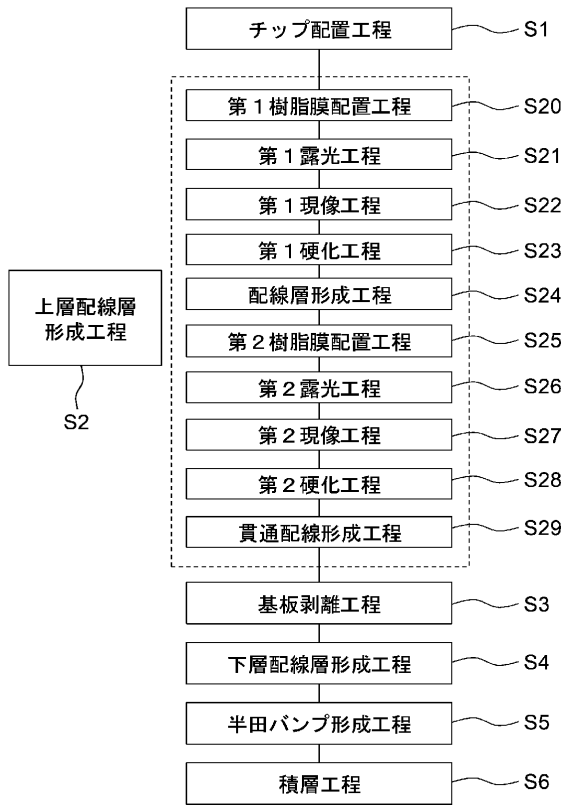 チップ配置工程 S1
第1樹脂膜配置工程 S20
第1露光工程 S21
第1現像工程 S22
第1硬化工程 S23
配線層形成工程 S24
第2樹脂膜配置工程 S25
第2露光工程 S26
第2現像工程 S27
第2硬化工程 S28
貫通配線形成工程 S29
上層配線層
形成工程
S2
基板剥離工程 S3
下層配線層形成工程 S4
半田バンプ形成工程 S5
積層工程 S6